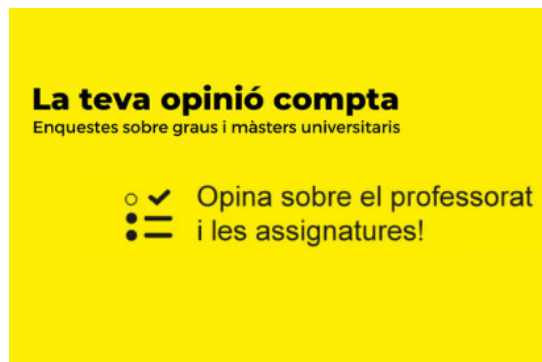 La teva opinió compta
Enquestes sobre graus i màsters universitaris
Opina sobre el professorat
i les assignatures!